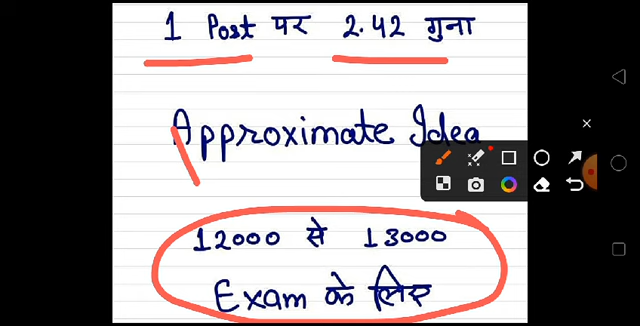 1 Post पर 2.42 गुना
Approximate Idea
12000 से 13000
Exam के लिए